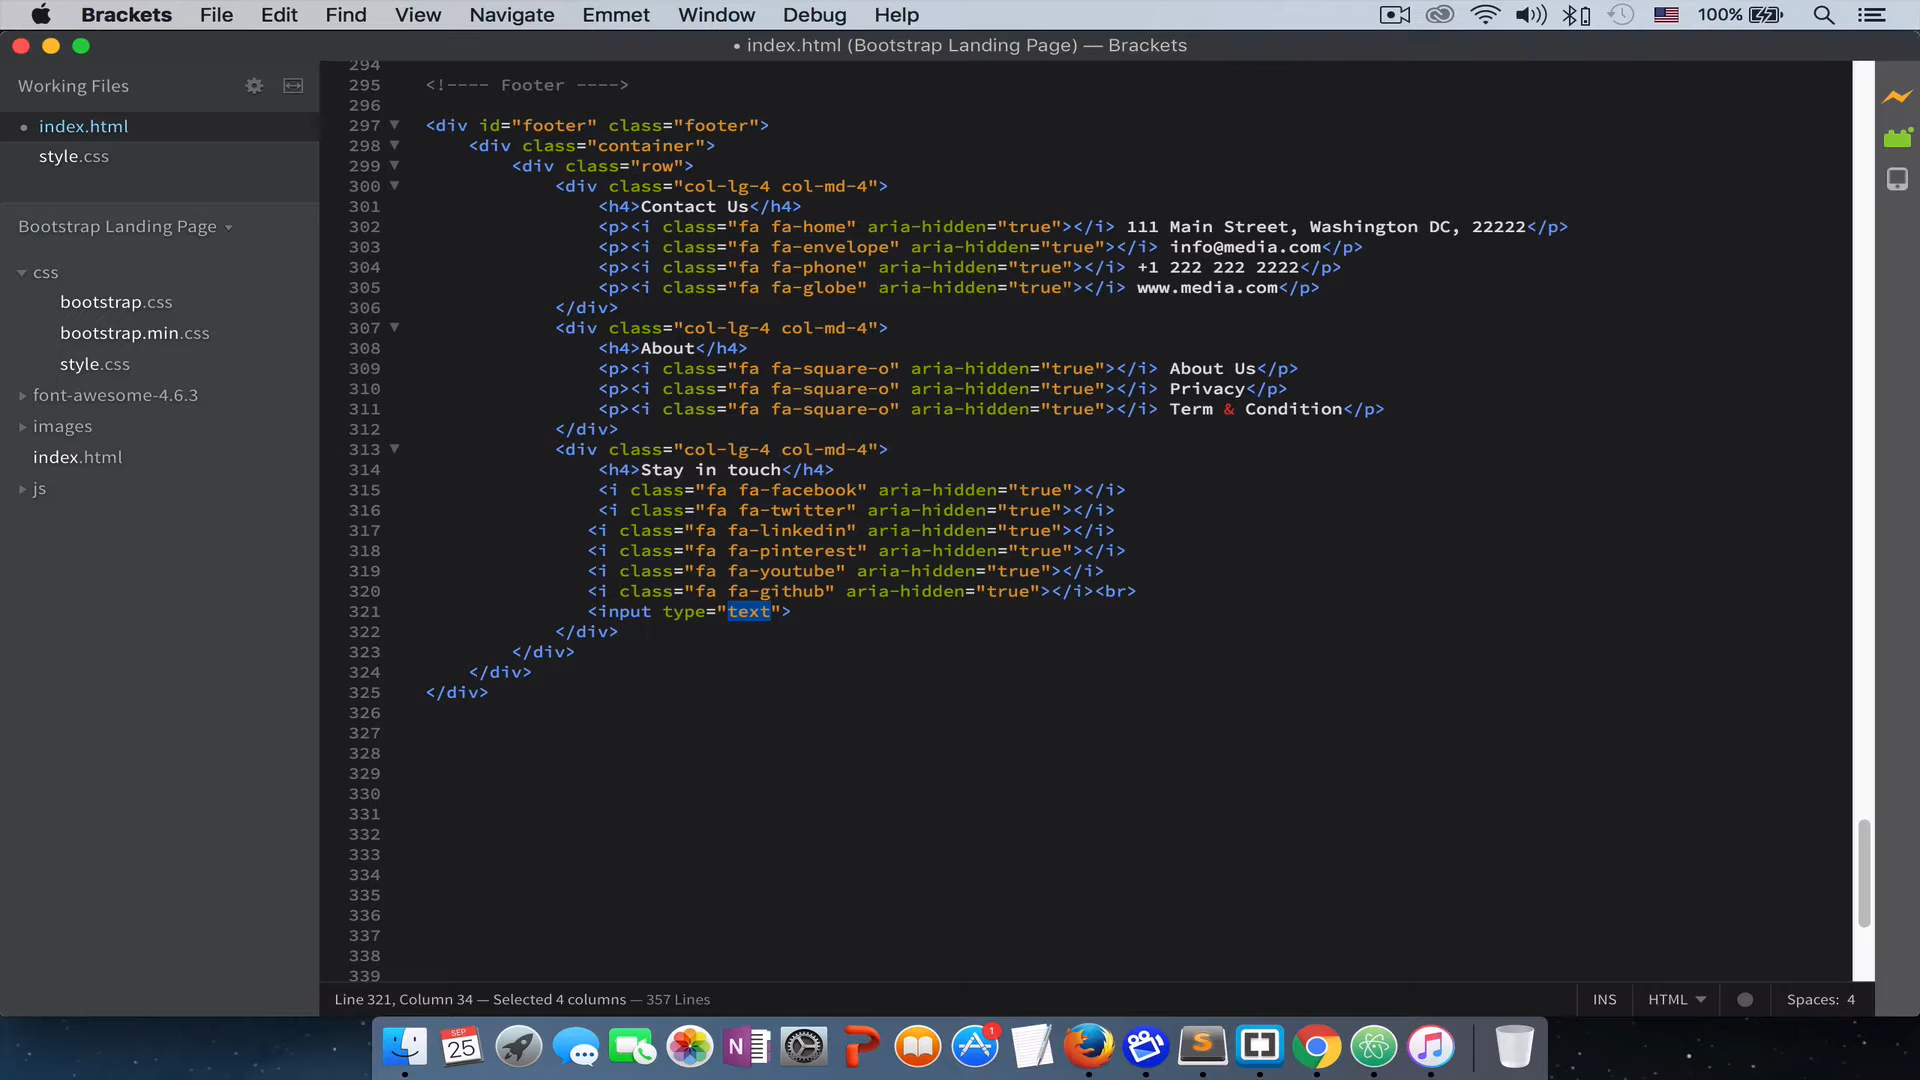 Brackets File Edit Find View Navigate Emmet Window Debug Help 100%
• index.html (Bootstrap Landing Page) — Brackets
Working Files
• index.html
style.css
Bootstrap Landing Page
css
bootstrap.css
bootstrap.min.css
style.css
font-awesome-4.6.3
images
index.html
js
294
295 <!---- Footer ---->
296
297 <div id="footer" class="footer">
298 <div class="container">
299 <div class="row">
300 <div class="col-lg-4 col-md-4">
301 <h4>Contact Us</h4>
302 <p><i class="fa fa-home" aria-hidden="true"></i> 111 Main Street, Washington DC, 22222</p>
303 <p><i class="fa fa-envelope" aria-hidden="true"></i> info@media.com</p>
304 <p><i class="fa fa-phone" aria-hidden="true"></i> +1 222 222 2222</p>
305 <p><i class="fa fa-globe" aria-hidden="true"></i> www.media.com</p>
306 </div>
307 <div class="col-lg-4 col-md-4">
308 <h4>About</h4>
309 <p><i class="fa fa-square-o" aria-hidden="true"></i> About Us</p>
310 <p><i class="fa fa-square-o" aria-hidden="true"></i> Privacy</p>
311 <p><i class="fa fa-square-o" aria-hidden="true"></i> Term & Condition</p>
312 </div>
313 <div class="col-lg-4 col-md-4">
314 <h4>Stay in touch</h4>
315 <i class="fa fa-facebook" aria-hidden="true"></i>
316 <i class="fa fa-twitter" aria-hidden="true"></i>
317 <i class="fa fa-linkedin" aria-hidden="true"></i>
318 <i class="fa fa-pinterest" aria-hidden="true"></i>
319 <i class="fa fa-youtube" aria-hidden="true"></i>
320 <i class="fa fa-github" aria-hidden="true"></i><br>
321 <input type="text">
322 </div>
323 </div>
324 </div>
325 </div>
326
327
328
329
330
331
332
333
334
335
336
337
338
339
Line 321, Column 34 — Selected 4 columns — 357 Lines INS HTML Spaces: 4
SEP
25
N
1